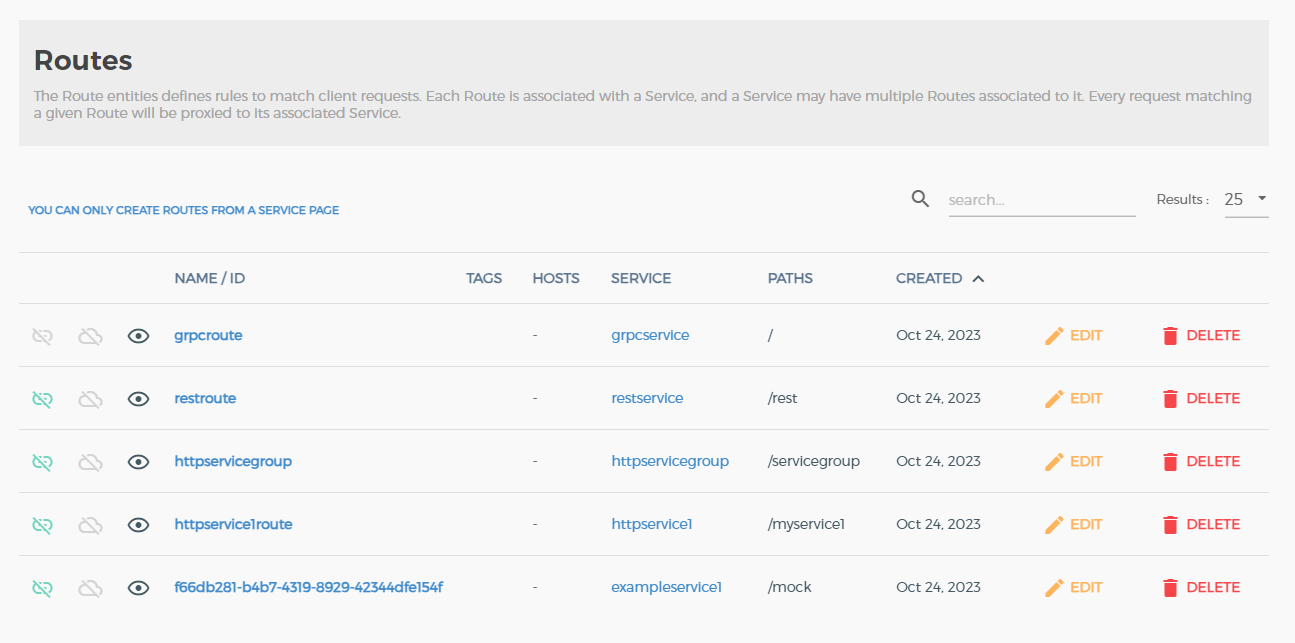 Routes
The Route entities defines rules to match client requests. Each Route is associated with a Service, and a Service may have multiple Routes associated to it. Every request matching
a given Route will be proxied to its associated Service.
YOU CAN ONLY CREATE ROUTES FROM A SERVICE PAGE
search... Results : 25
NAME / ID TAGS HOSTS SERVICE PATHS CREATED
grpcroute - grpcservice / Oct 24, 2023 EDIT DELETE
restroute - restservice /rest Oct 24, 2023 EDIT DELETE
httpservicegroup - httpservicegroup /servicegroup Oct 24, 2023 EDIT DELETE
httpservice1route - httpservice1 /myservice1 Oct 24, 2023 EDIT DELETE
f66db281-b4b7-4319-8929-42344dfe154f - exampleservice1 /mock Oct 24, 2023 EDIT DELETE